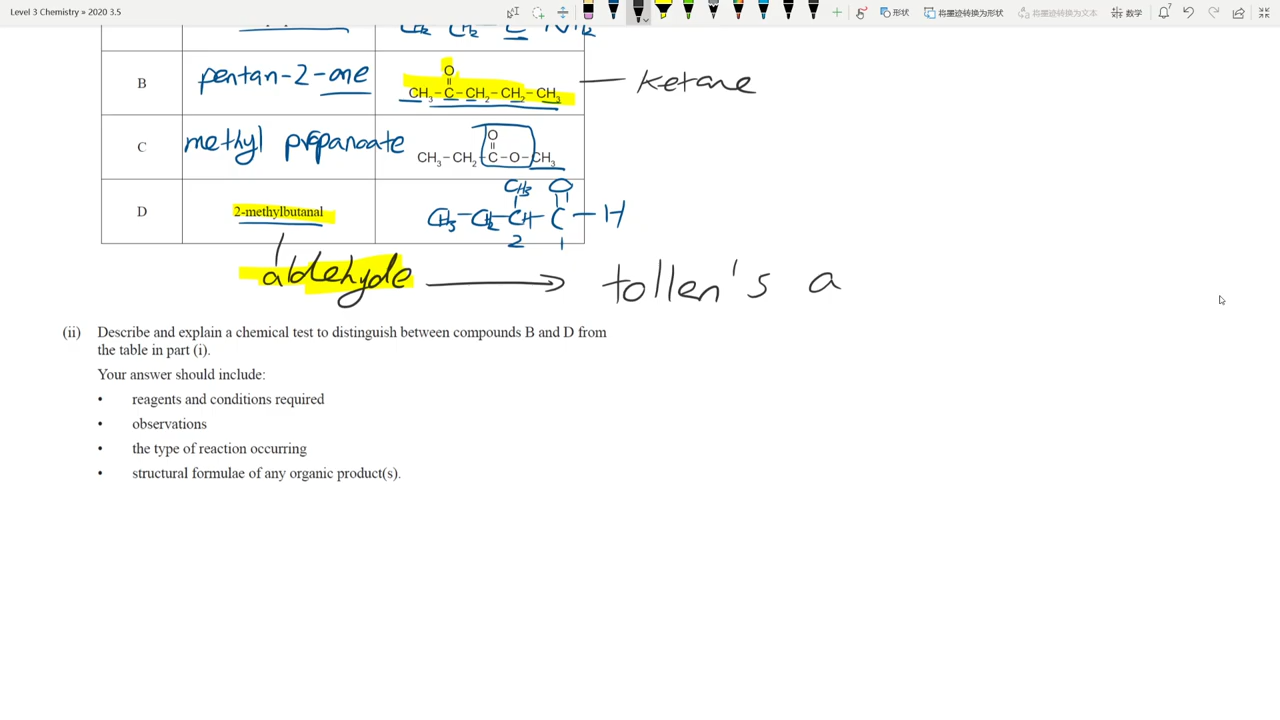 Level 3 Chemistry » 2020 3.5
形状
将墨迹转换为形状
将墨迹转换为文本
数学
CH₂ CH₂ C NH₂
B
pentan-2-one
O
CH₃–C–CH₂–CH₂–CH₃
ketone
C
methyl propanoate
O
CH₃–CH₂–C–O–CH₃
D
2-methylbutanal
CH₃ O
CH₃–CH₂–CH–C–H
2 1
aldehyde → tollen's a
(ii) Describe and explain a chemical test to distinguish between compounds B and D from
the table in part (i).
Your answer should include:
• reagents and conditions required
• observations
• the type of reaction occurring
• structural formulae of any organic product(s).